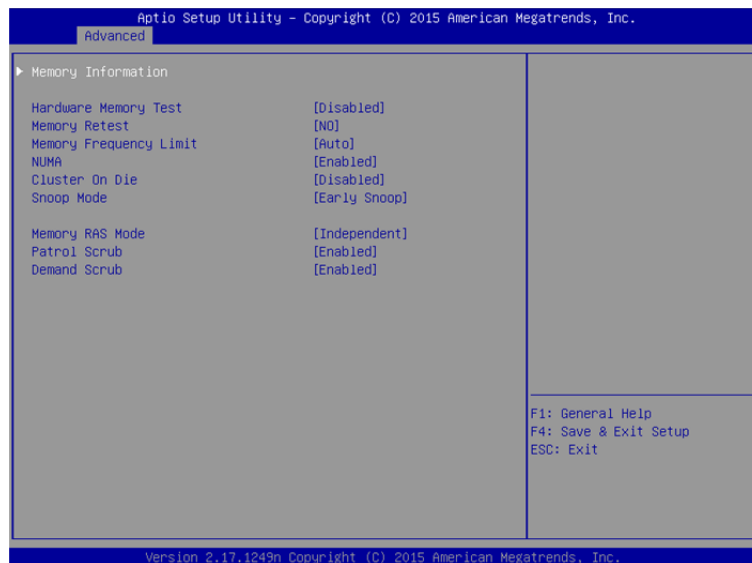 Aptio Setup Utility – Copyright (C) 2015 American Megatrends, Inc.
Advanced
Memory Information
Hardware Memory Test [Disabled]
Memory Retest [NO]
Memory Frequency Limit [Auto]
NUMA [Enabled]
Cluster On Die [Disabled]
Snoop Mode [Early Snoop]
Memory RAS Mode [Independent]
Patrol Scrub [Enabled]
Demand Scrub [Enabled]
F1: General Help
F4: Save & Exit Setup
ESC: Exit
Version 2.17.1249n Copyright (C) 2015 American Megatrends, Inc.